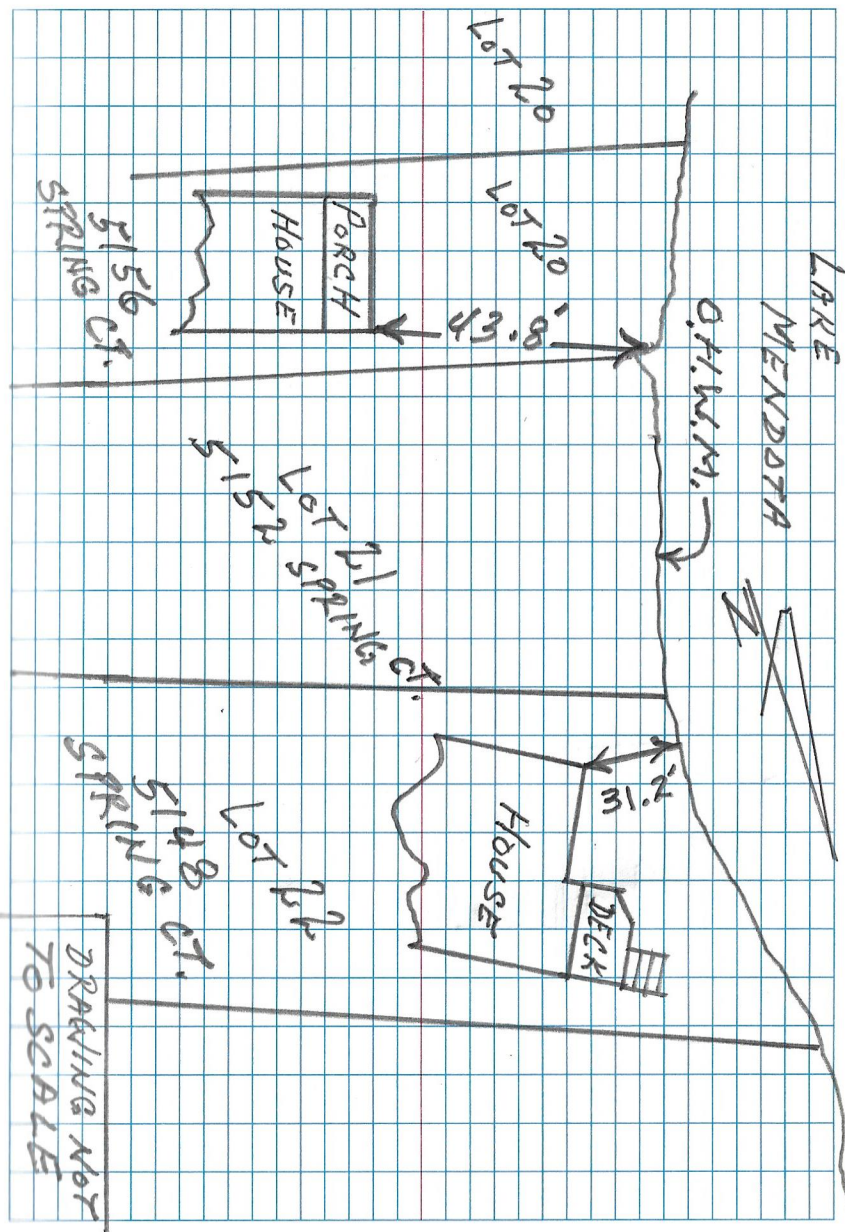 LAKE
MENDOTA
O.H.W.M.
LOT 20
LOT 20
43.8'
PORCH
HOUSE
5156
SPRING CT.
LOT 21
5152 SPRING CT.
N
31.2'
HOUSE
DECK
LOT 22
5148
SPRING CT.
DRAWING NOT
TO SCALE